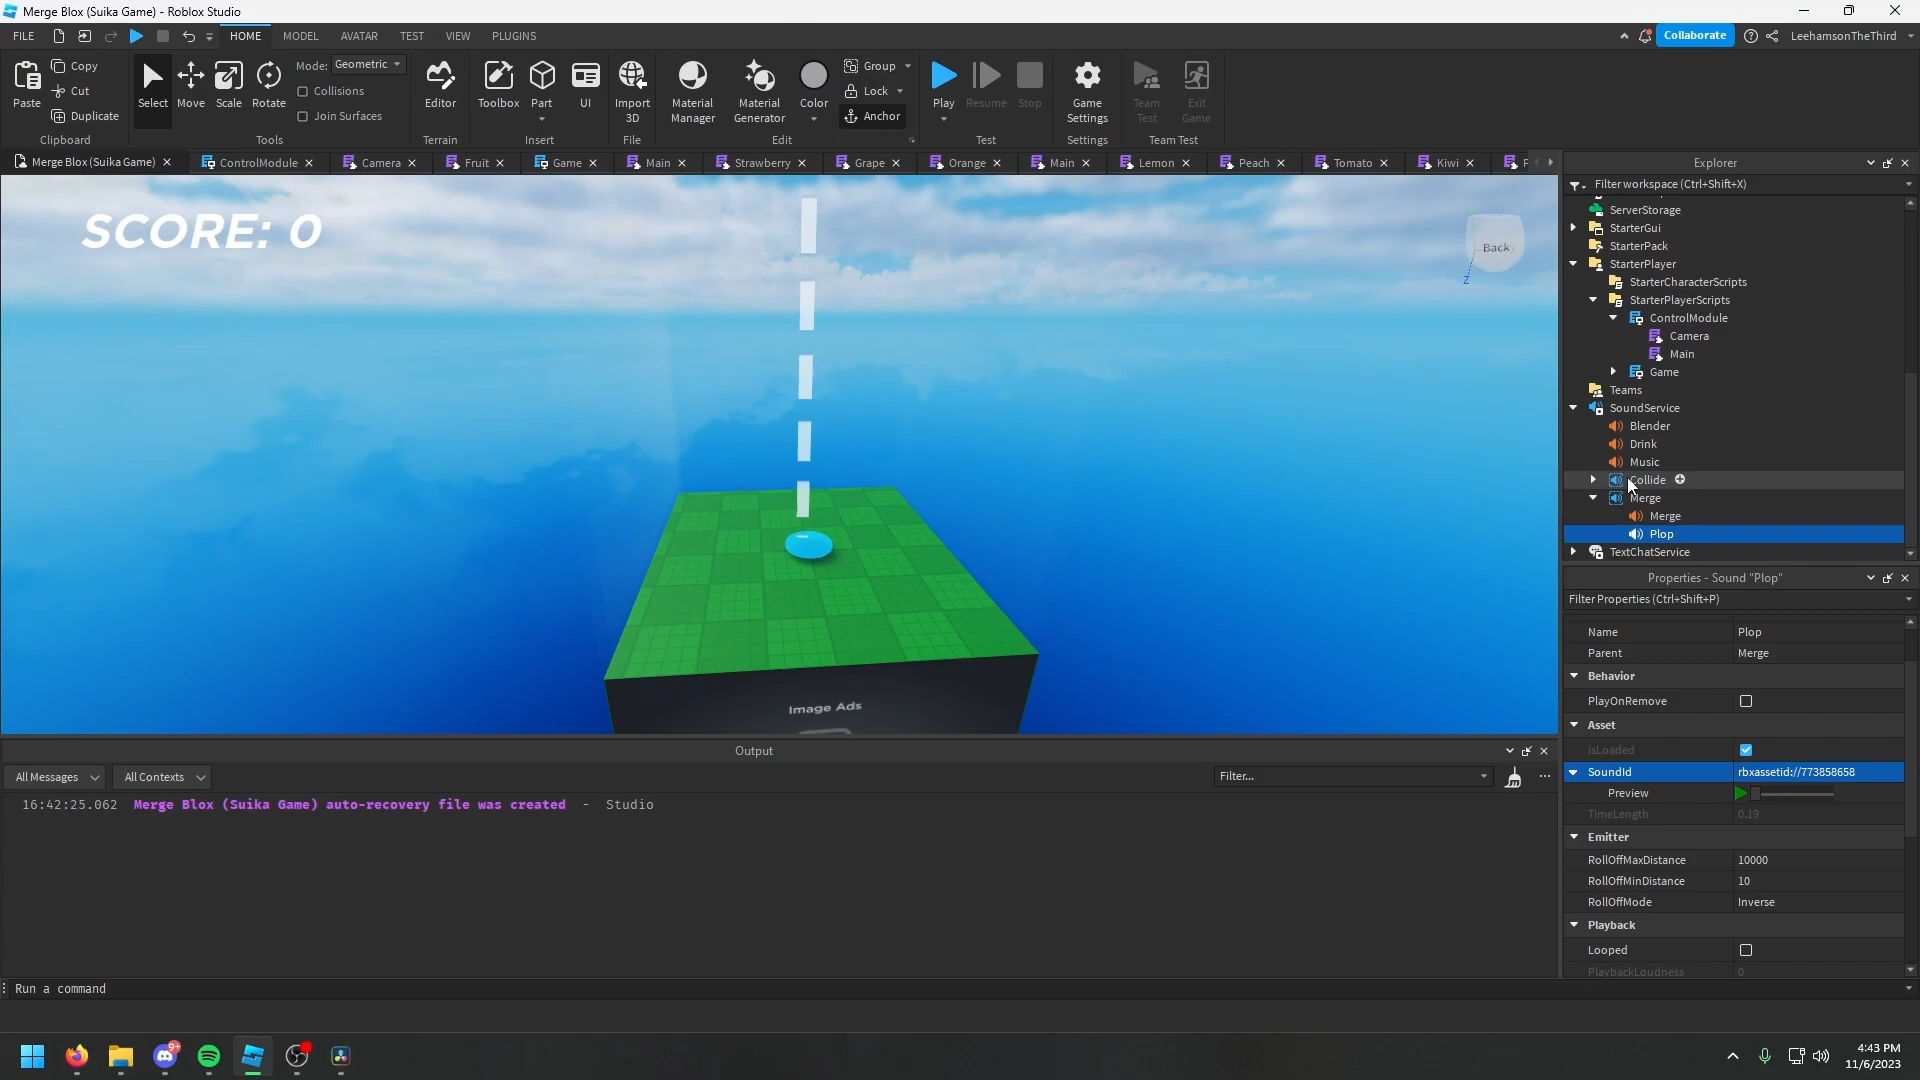 Merge Blox (Suika Game) - Roblox Studio
FILE HOME MODEL AVATAR TEST VIEW PLUGINS Collaborate LeehamsonTheThird
Paste Copy Cut Duplicate Clipboard
Select Move Scale Rotate Mode: Geometric Collisions Join Surfaces Tools
Editor Terrain
Toolbox Part UI Insert
Import 3D File
Material Manager Material Generator Color Group Lock Anchor Edit
Play Resume Stop Test
Game Settings Settings
Team Test Exit Game Team Test
Merge Blox (Suika Game) ControlModule Camera Fruit Game Main Strawberry Grape Orange Main Lemon Peach Tomato Kiwi
SCORE: 0
Back
Z
Image Ads
Explorer
Filter workspace (Ctrl+Shift+X)
ServerStorage
StarterGui
StarterPack
StarterPlayer
StarterCharacterScripts
StarterPlayerScripts
ControlModule
Camera
Main
Game
Teams
SoundService
Blender
Drink
Music
Collide
Merge
Merge
Plop
TextChatService
Properties - Sound "Plop"
Filter Properties (Ctrl+Shift+P)
Name Plop
Parent Merge
Behavior
PlayOnRemove
Asset
IsLoaded
SoundId rbxassetid://773858658
Preview
TimeLength 0.19
Emitter
RollOffMaxDistance 10000
RollOffMinDistance 10
RollOffMode Inverse
Playback
Looped
PlaybackLoudness 0
Output
All Messages All Contexts Filter...
16:42:25.062 Merge Blox (Suika Game) auto-recovery file was created - Studio
Run a command
9+
4:43 PM
11/6/2023